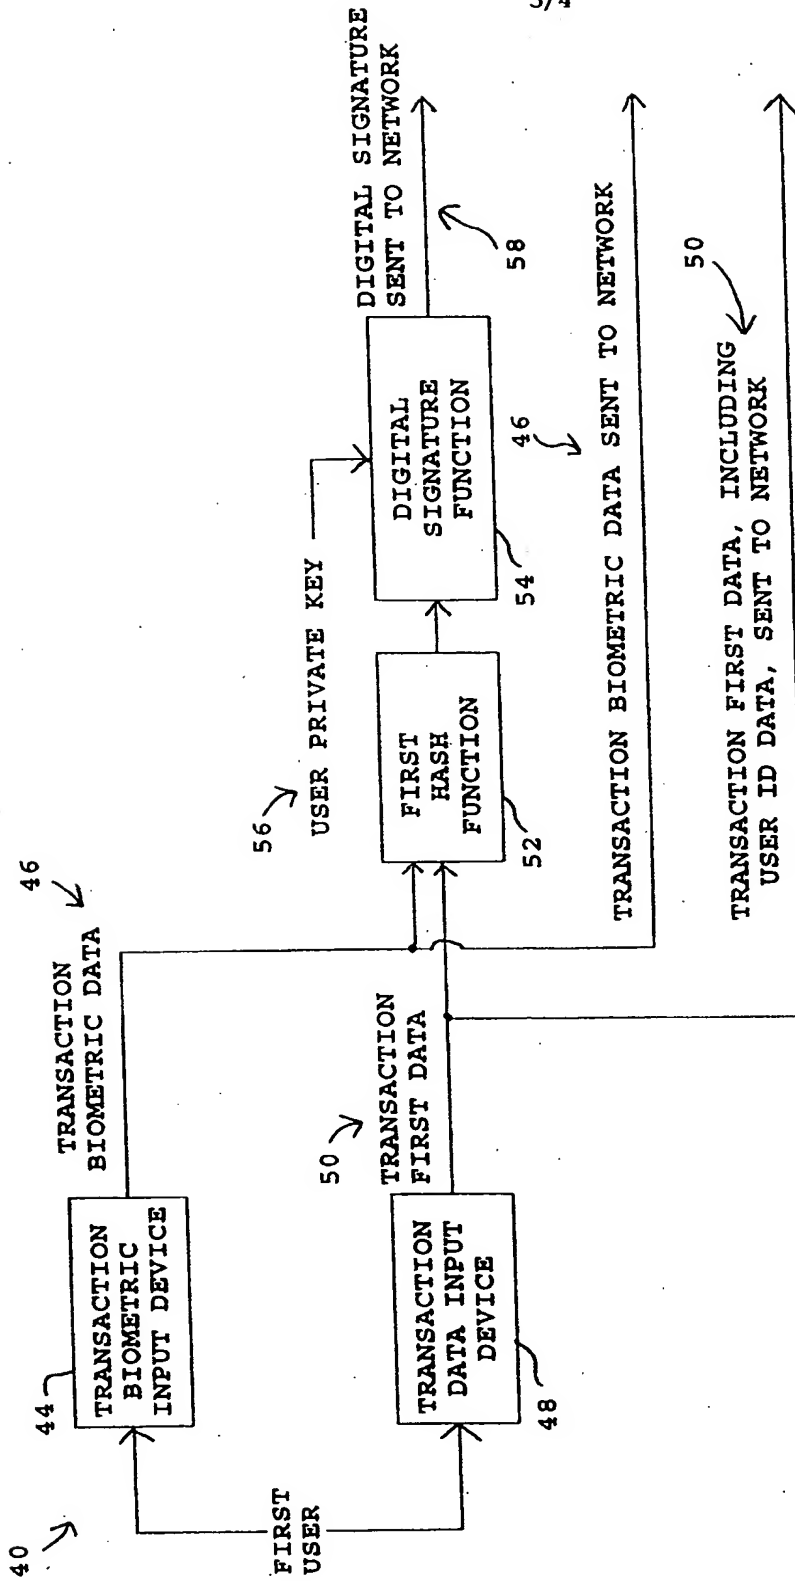 3/4
40
44
TRANSACTION
BIOMETRIC
INPUT DEVICE
TRANSACTION
BIOMETRIC DATA
46
FIRST
USER
48
TRANSACTION
DATA INPUT
DEVICE
50
TRANSACTION
FIRST DATA
56
USER PRIVATE KEY
FIRST
HASH
FUNCTION
52
DIGITAL
SIGNATURE
FUNCTION
54
DIGITAL SIGNATURE
SENT TO NETWORK
58
46
TRANSACTION BIOMETRIC DATA SENT TO NETWORK
50
TRANSACTION FIRST DATA, INCLUDING
USER ID DATA, SENT TO NETWORK